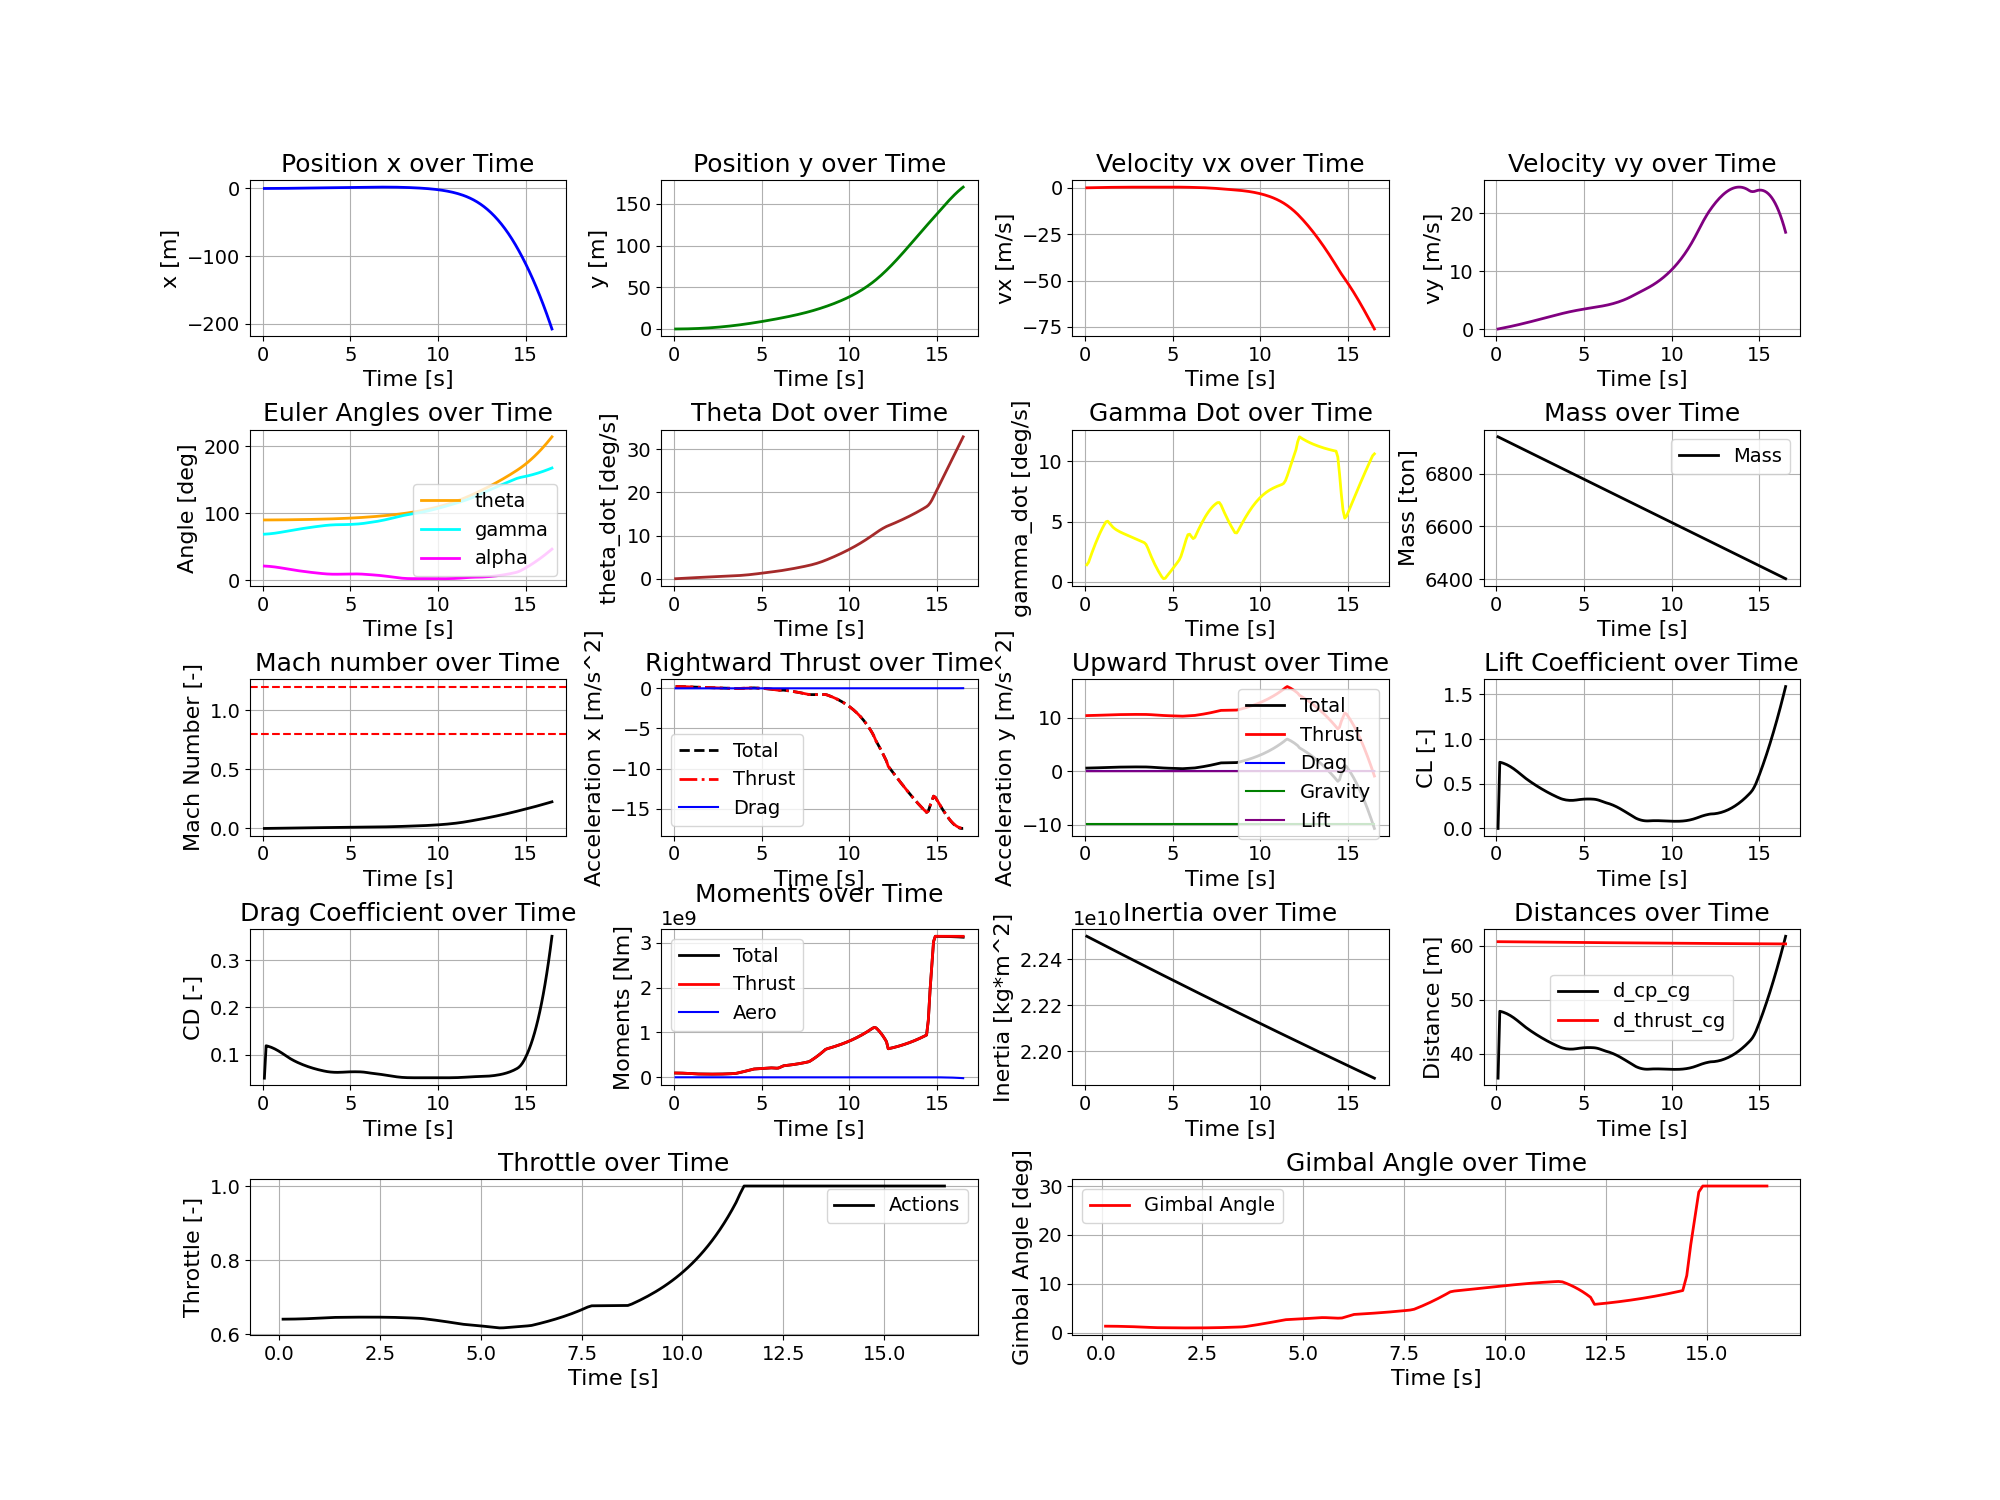 Position x over Time
x [m]
0
−100
−200
0 5 10 15
Time [s]
Position y over Time
y [m]
150
100
50
0
0 5 10 15
Time [s]
Velocity vx over Time
vx [m/s]
0
−25
−50
−75
0 5 10 15
Time [s]
Velocity vy over Time
vy [m/s]
20
10
0
0 5 10 15
Time [s]
Euler Angles over Time
Angle [deg]
200
100
0
theta
gamma
alpha
0 5 10 15
Time [s]
Theta Dot over Time
theta_dot [deg/s]
30
20
10
0
0 5 10 15
Time [s]
Gamma Dot over Time
gamma_dot [deg/s]
10
5
0
0 5 10 15
Time [s]
Mass over Time
Mass [ton]
6800
6600
6400
Mass
0 5 10 15
Time [s]
Mach number over Time
Mach Number [-]
1.0
0.5
0.0
0 5 10 15
Time [s]
Rightward Thrust over Time
Acceleration x [m/s^2]
0
−5
−10
−15
Total
Thrust
Drag
0 5 10 15
Time [s]
Upward Thrust over Time
Acceleration y [m/s^2]
10
0
−10
Total
Thrust
Drag
Gravity
Lift
0 5 10 15
Time [s]
Lift Coefficient over Time
CL [-]
1.5
1.0
0.5
0.0
0 5 10 15
Time [s]
Drag Coefficient over Time
CD [-]
0.3
0.2
0.1
0 5 10 15
Time [s]
Moments over Time
1e9
Moments [Nm]
3
2
1
0
Total
Thrust
Aero
0 5 10 15
Time [s]
Inertia over Time
1e10
Inertia [kg*m^2]
2.24
2.22
2.20
0 5 10 15
Time [s]
Distances over Time
Distance [m]
60
50
40
d_cp_cg
d_thrust_cg
0 5 10 15
Time [s]
Throttle over Time
Throttle [-]
1.0
0.8
0.6
Actions
0.0 2.5 5.0 7.5 10.0 12.5 15.0
Time [s]
Gimbal Angle over Time
Gimbal Angle [deg]
30
20
10
0
Gimbal Angle
0.0 2.5 5.0 7.5 10.0 12.5 15.0
Time [s]